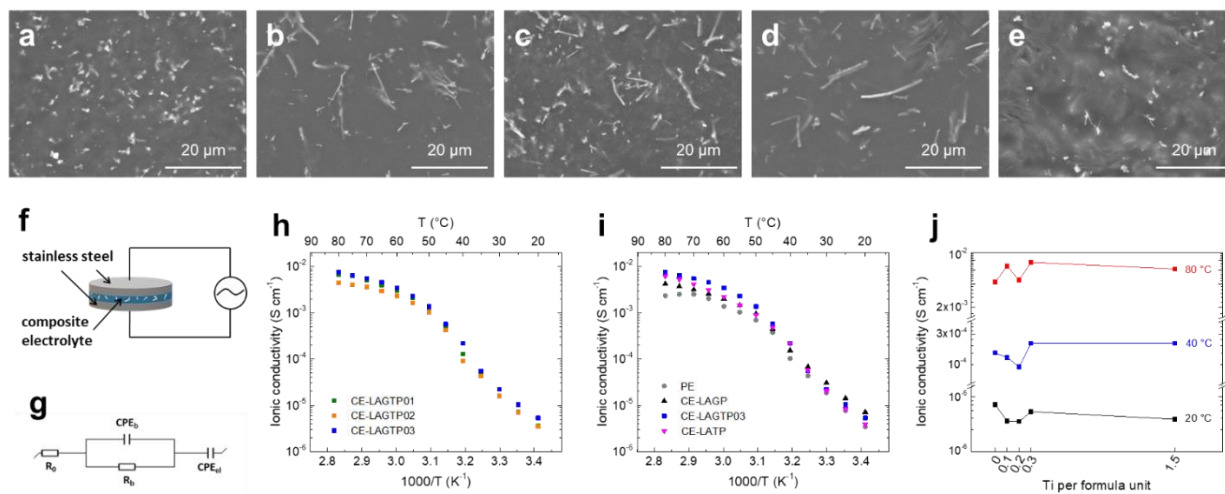 a
20 µm
b
20 µm
c
20 µm
d
20 µm
e
20 µm
f
stainless steel
composite
electrolyte
g
CPEb
R0
Rb
CPEel
h
T (°C)
90 80 70 60 50 40 30 20
Ionic conductivity (S cm⁻¹)
10⁻²
10⁻³
10⁻⁴
10⁻⁵
10⁻⁶
CE-LAGTP01
CE-LAGTP02
CE-LAGTP03
2.8 2.9 3.0 3.1 3.2 3.3 3.4
1000/T (K⁻¹)
i
T (°C)
90 80 70 60 50 40 30 20
Ionic conductivity (S cm⁻¹)
10⁻²
10⁻³
10⁻⁴
10⁻⁵
10⁻⁶
PE
CE-LAGP
CE-LAGTP03
CE-LATP
2.8 2.9 3.0 3.1 3.2 3.3 3.4
1000/T (K⁻¹)
j
Ionic conductivity (S cm⁻¹)
10⁻²
2x10⁻³
3x10⁻⁴
10⁻⁴
10⁻⁵
10⁻⁶
80 °C
40 °C
20 °C
0.0 0.1 0.2 0.3 1.5
Ti per formula unit